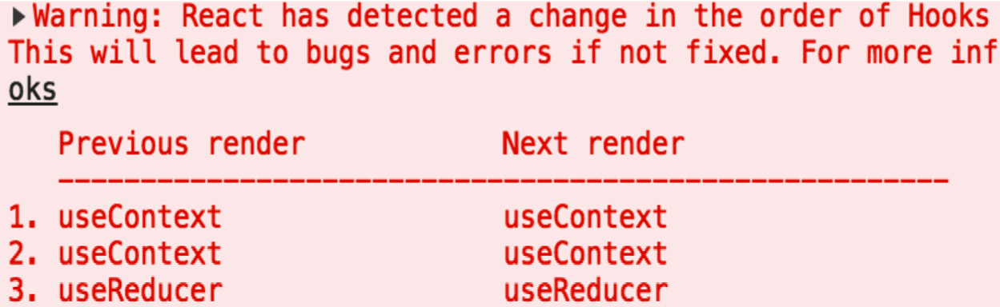 Warning: React has detected a change in the order of Hooks
This will lead to bugs and errors if not fixed. For more inf
oks
Previous render Next render
------------------------------------------------------
1. useContext useContext
2. useContext useContext
3. useReducer useReducer